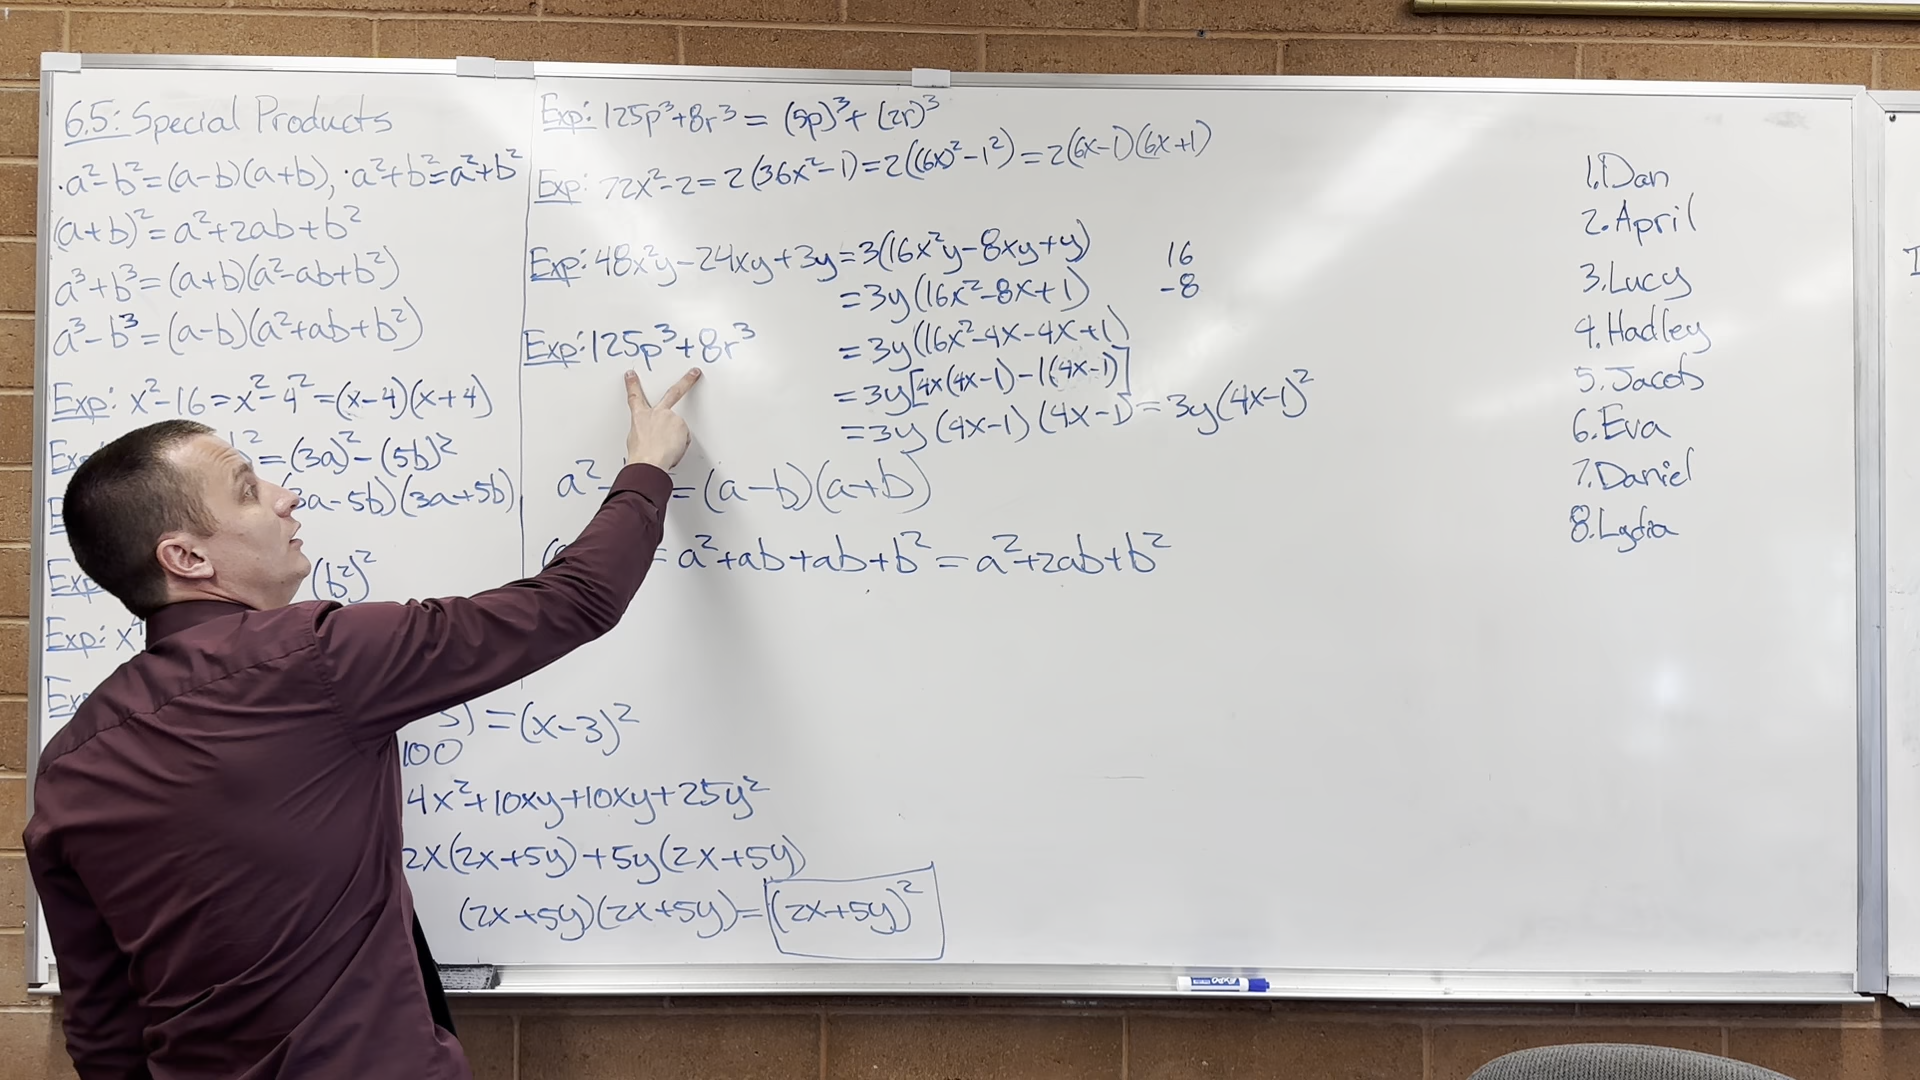 6.5: Special Products
·a²-b²=(a-b)(a+b), ·a²+b²=a²+b²
(a+b)²=a²+2ab+b²
a³+b³=(a+b)(a²-ab+b²)
a³-b³=(a-b)(a²+ab+b²)
Exp: x²-16=x²-4²=(x-4)(x+4)
=(3a)²-(5b)²
3a-5b)(3a+5b)
Exp: (b²)²
Exp: x⁴
)=(x-3)²
100
4x²+10xy+10xy+25y²
2x(2x+5y)+5y(2x+5y)
(2x+5y)(2x+5y)=(2x+5y)²
Exp: 125p³+8r³=(5p)³+(2r)³
Exp: 72x²-2=2(36x²-1)=2((6x)²-1²)=2(6x-1)(6x+1)
Exp: 48x²y-24xy+3y=3(16x²y-8xy+y)
=3y(16x²-8x+1)
=3y(16x²-4x-4x+1)
=3y[4x(4x-1)-1(4x-1)]
=3y(4x-1)(4x-1)=3y(4x-1)²
16
-8
Exp: 125p³+8r³
a²- =(a-b)(a+b)
=a²+ab+ab+b²=a²+2ab+b²
1. Dan
2. April
3. Lucy
4. Hadley
5. Jacob
6. Eva
7. Daniel
8. Lydia
EXPO